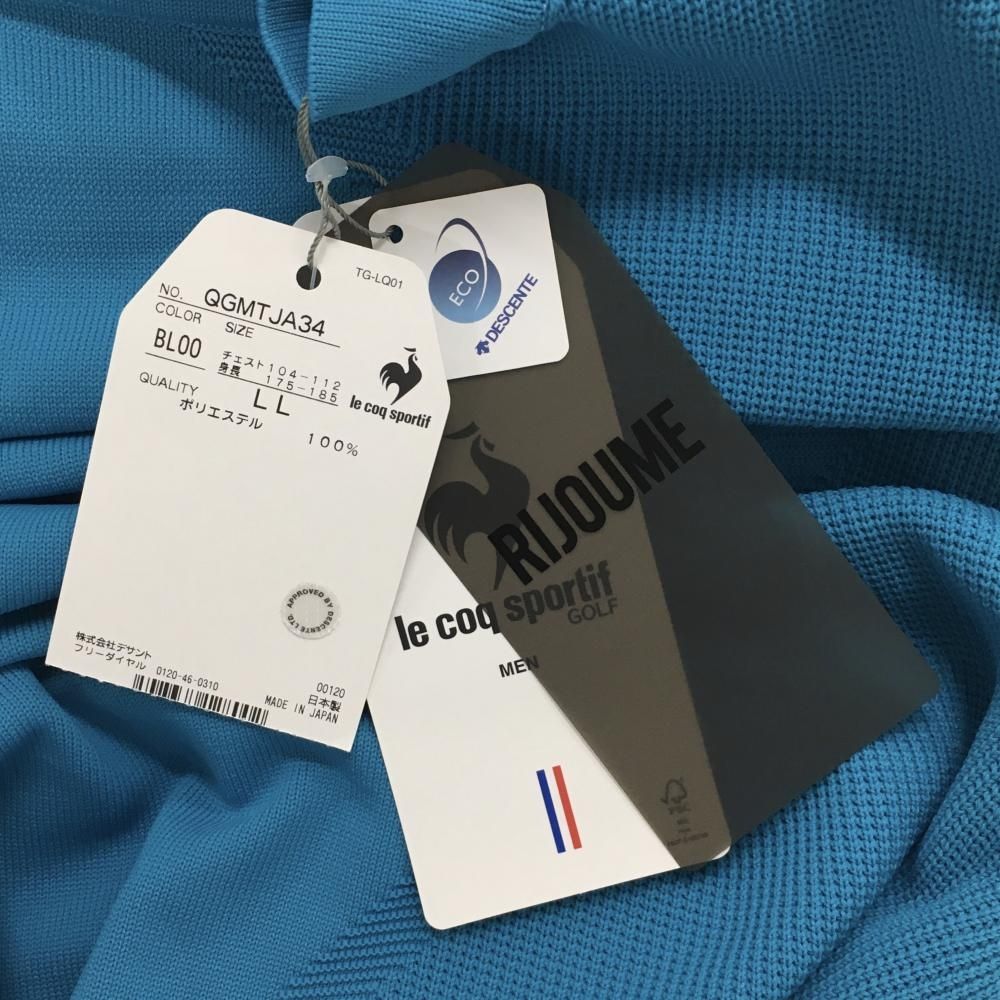 TG-LQ01
NO. QGMTJA34
COLOR SIZE
BL00 チェスト104-112
身長 175-185
QUALITY LL
ポリエステル
100%
le coq sportif
APPROVED BY DESCENTE LTD.
株式会社デサント
フリーダイヤル 0120-46-0310
00120
日本製
MADE IN JAPAN
ECO
DESCENTE
RIJOUME
le coq sportif
GOLF
MEN